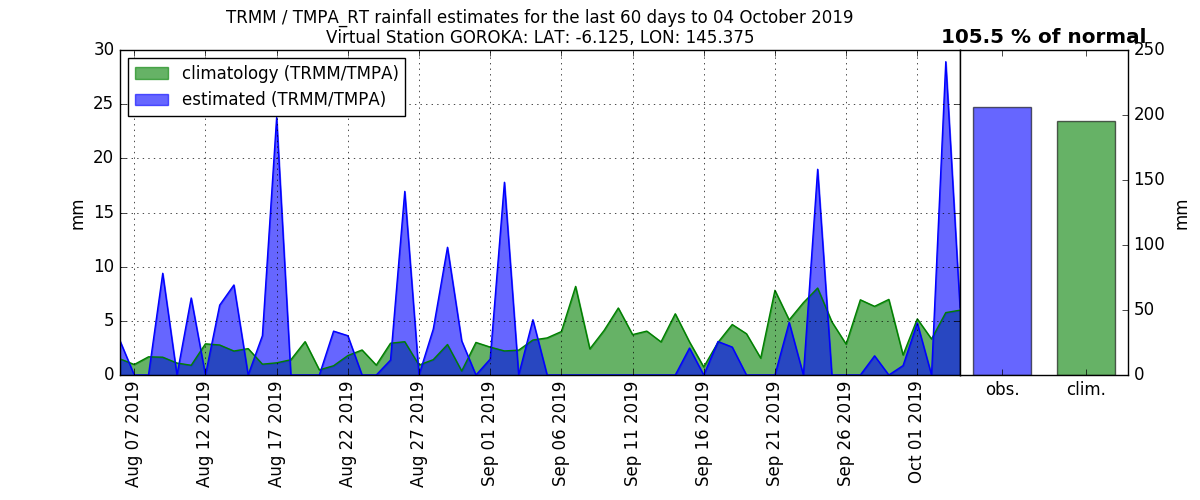 TRMM / TMPA_RT rainfall estimates for the last 60 days to 04 October 2019
Virtual Station GOROKA: LAT: -6.125, LON: 145.375
105.5 % of normal
climatology (TRMM/TMPA)
estimated (TRMM/TMPA)
30
25
20
15
10
5
0
mm
250
200
150
100
50
0
mm
Aug 07 2019
Aug 12 2019
Aug 17 2019
Aug 22 2019
Aug 27 2019
Sep 01 2019
Sep 06 2019
Sep 11 2019
Sep 16 2019
Sep 21 2019
Sep 26 2019
Oct 01 2019
obs.
clim.